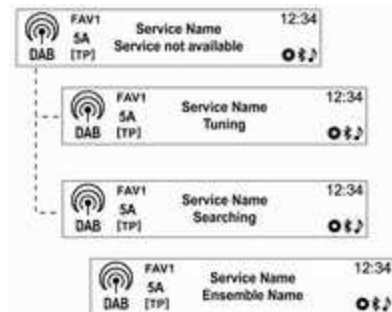 FAV1 Service Name 12:34
5A Service not available
DAB [TP]
FAV1 Service Name 12:34
5A Tuning
DAB [TP]
FAV1 Service Name 12:34
5A Searching
DAB [TP]
FAV1 Service Name 12:34
5A Ensemble Name
DAB [TP]